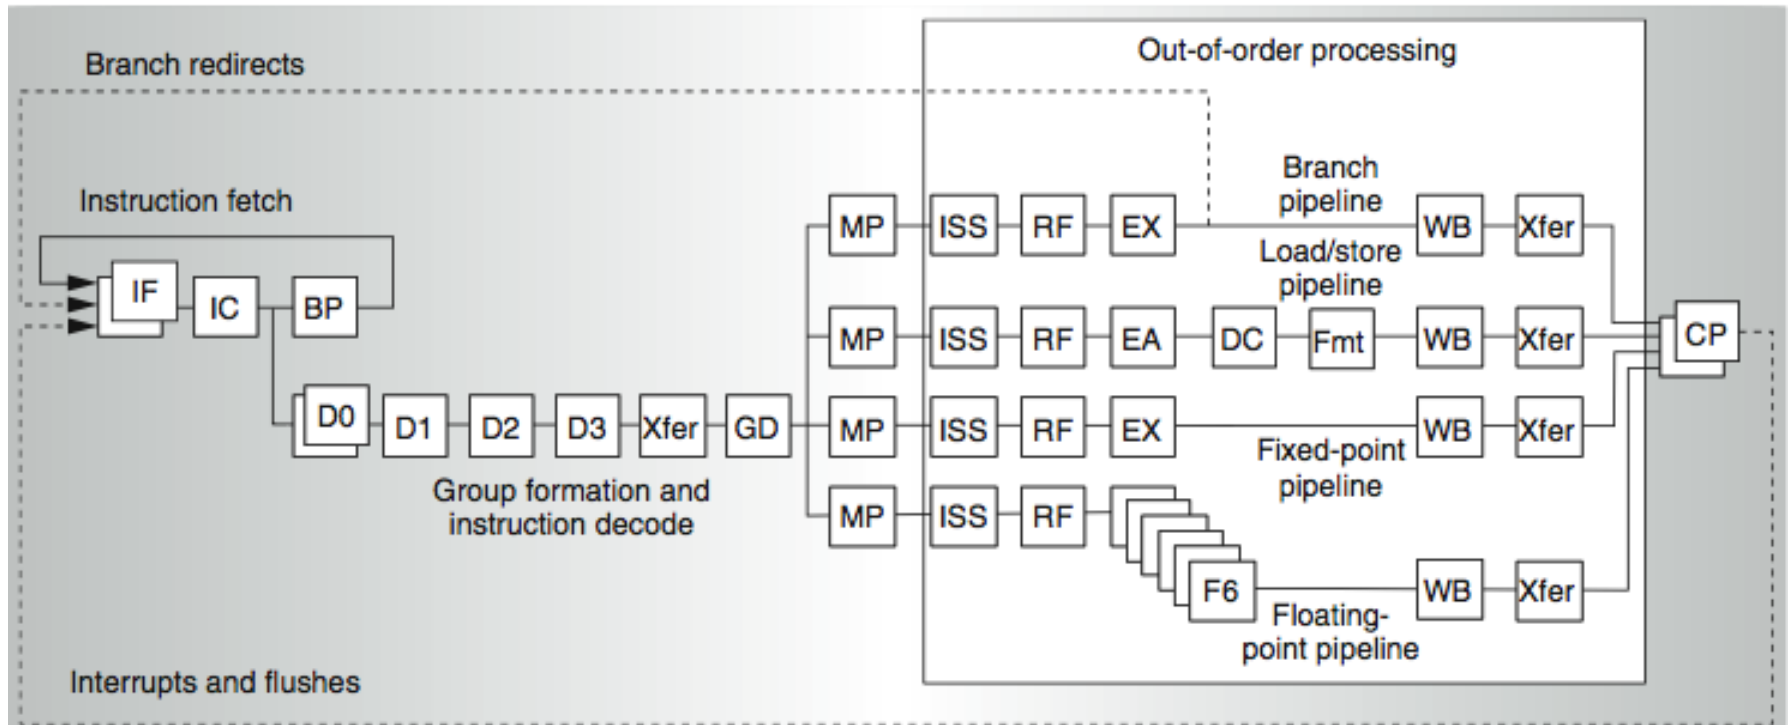 Out-of-order processing
Branch redirects
Branch
pipeline
Instruction fetch
MP ISS RF EX WB Xfer
Load/store
pipeline
IF IC BP
MP ISS RF EA DC Fmt WB Xfer
CP
D0 D1 D2 D3 Xfer GD
MP ISS RF EX WB Xfer
Fixed-point
pipeline
Group formation and
instruction decode
MP ISS RF
F6 WB Xfer
Floating-
point pipeline
Interrupts and flushes